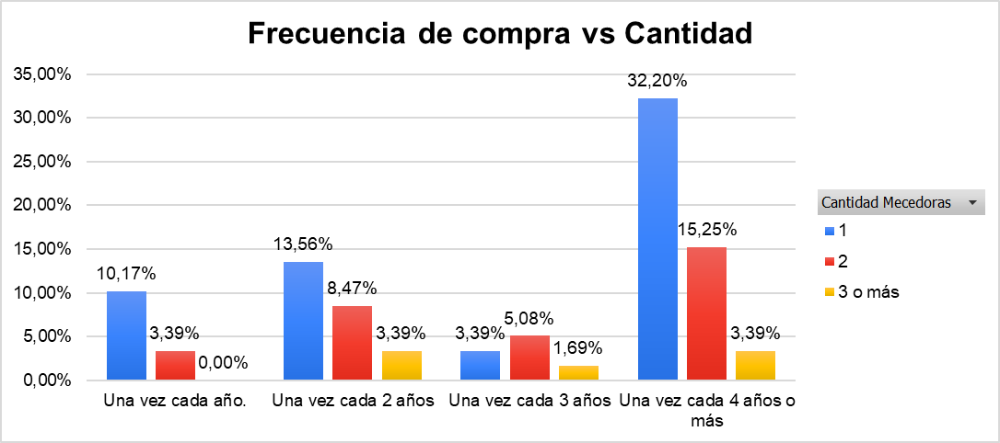 Frecuencia de compra vs Cantidad
35,00%
30,00%
25,00%
20,00%
15,00%
10,00%
5,00%
0,00%
10,17%
3,39%
0,00%
13,56%
8,47%
3,39%
3,39%
5,08%
1,69%
32,20%
15,25%
3,39%
Una vez cada año.
Una vez cada 2 años
Una vez cada 3 años
Una vez cada 4 años o
más
Cantidad Mecedoras
1
2
3 o más